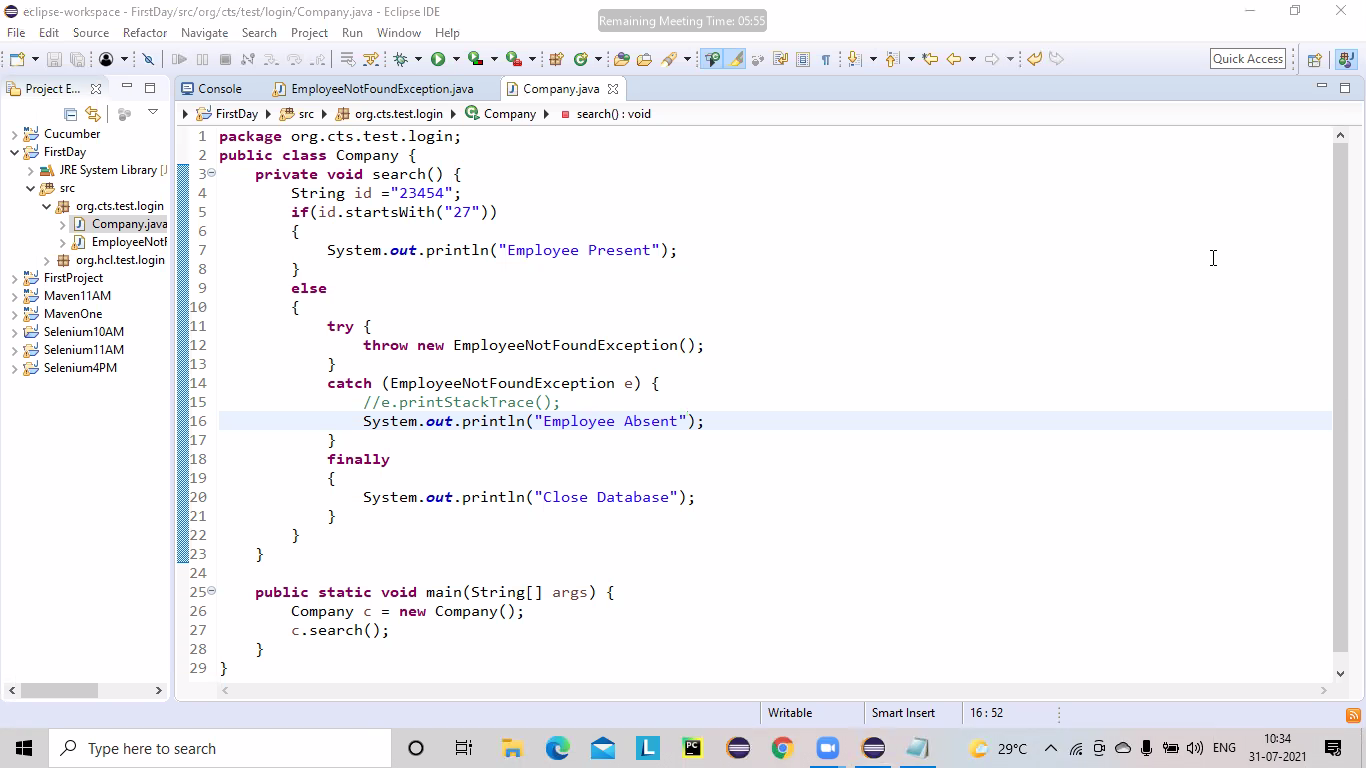 eclipse-workspace - FirstDay/src/org/cts/test/login/Company.java - Eclipse IDE
Remaining Meeting Time: 05:55
File Edit Source Refactor Navigate Search Project Run Window Help
Quick Access
Project E...
Console EmployeeNotFoundException.java Company.java
FirstDay src org.cts.test.login Company search() : void
Cucumber
FirstDay
JRE System Library [J
src
org.cts.test.login
Company.java
EmployeeNotF
org.hcl.test.login
FirstProject
Maven11AM
MavenOne
Selenium10AM
Selenium11AM
Selenium4PM
1 package org.cts.test.login;
2 public class Company {
3 private void search() {
4 String id ="23454";
5 if(id.startsWith("27"))
6 {
7 System.out.println("Employee Present");
8 }
9 else
10 {
11 try {
12 throw new EmployeeNotFoundException();
13 }
14 catch (EmployeeNotFoundException e) {
15 //e.printStackTrace();
16 System.out.println("Employee Absent");
17 }
18 finally
19 {
20 System.out.println("Close Database");
21 }
22 }
23 }
24
25 public static void main(String[] args) {
26 Company c = new Company();
27 c.search();
28 }
29 }
Writable Smart Insert 16 : 52
Type here to search
L
PC
29°C ENG
10:34
31-07-2021